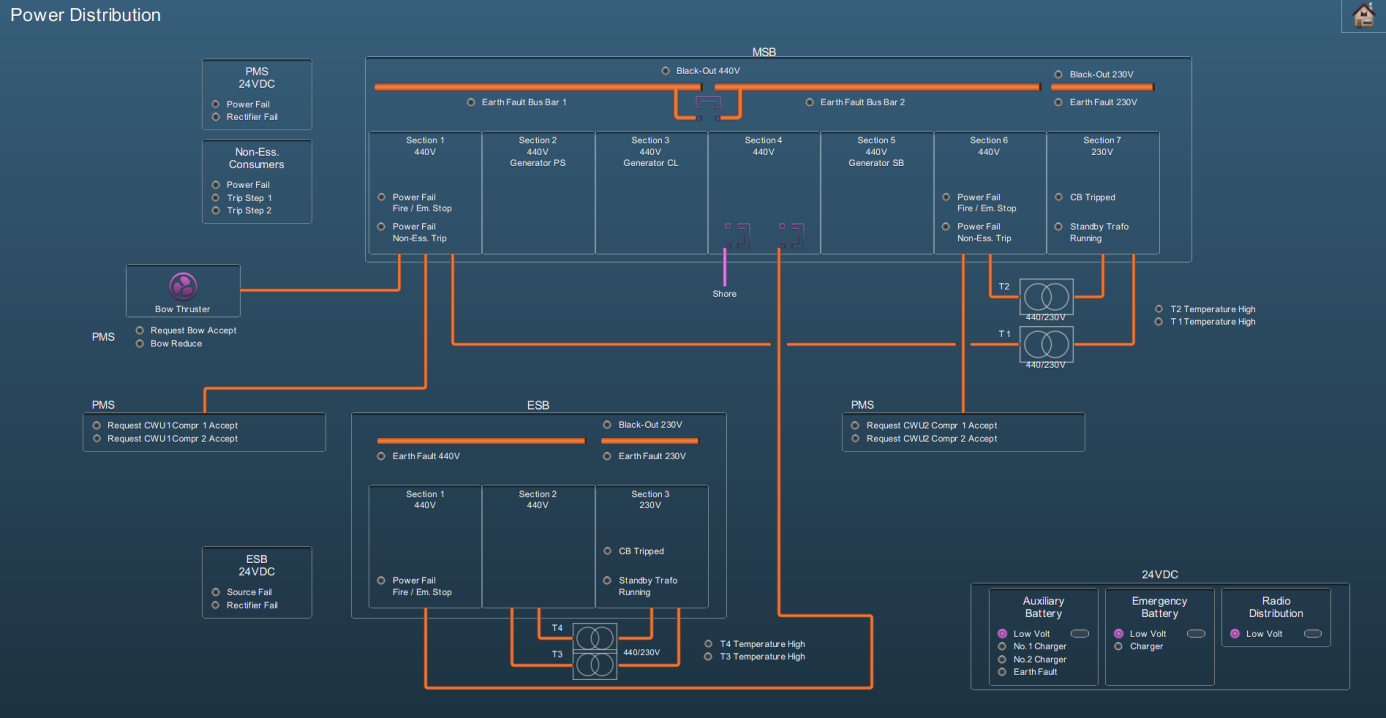 Power Distribution
MSB
PMS
24VDC
Power Fail
Rectifier Fail
Black-Out 440V
Black-Out 230V
Earth Fault Bus Bar 1
Earth Fault Bus Bar 2
Earth Fault 230V
Non-Ess.
Consumers
Power Fail
Trip Step 1
Trip Step 2
Section 1
440V
Power Fail
Fire / Em. Stop
Power Fail
Non-Ess. Trip
Section 2
440V
Generator PS
Section 3
440V
Generator CL
Section 4
440V
Section 5
440V
Generator SB
Section 6
440V
Power Fail
Fire / Em. Stop
Power Fail
Non-Ess. Trip
Section 7
230V
CB Tripped
Standby Trafo
Running
Shore
Bow Thruster
PMS
Request Bow Accept
Bow Reduce
T2
440/230V
T1
440/230V
T2 Temperature High
T1 Temperature High
PMS
Request CWU1 Compr 1 Accept
Request CWU1 Compr 2 Accept
ESB
Black-Out 230V
Earth Fault 440V
Earth Fault 230V
Section 1
440V
Power Fail
Fire / Em. Stop
Section 2
440V
Section 3
230V
CB Tripped
Standby Trafo
Running
PMS
Request CWU2 Compr 1 Accept
Request CWU2 Compr 2 Accept
ESB
24VDC
Source Fail
Rectifier Fail
T4
T3
440/230V
T4 Temperature High
T3 Temperature High
24VDC
Auxiliary
Battery
Low Volt
No.1 Charger
No.2 Charger
Earth Fault
Emergency
Battery
Low Volt
Charger
Radio
Distribution
Low Volt